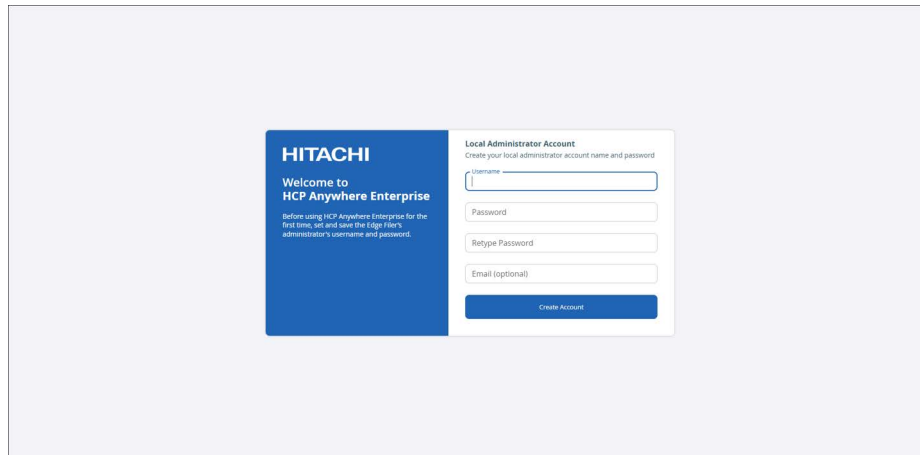 HITACHI
Welcome to
HCP Anywhere Enterprise
Before using HCP Anywhere Enterprise for the
first time, set and save the Edge Filer's
administrator's username and password.
Local Administrator Account
Create your local administrator account name and password
Username
Password
Retype Password
Email (optional)
Create Account